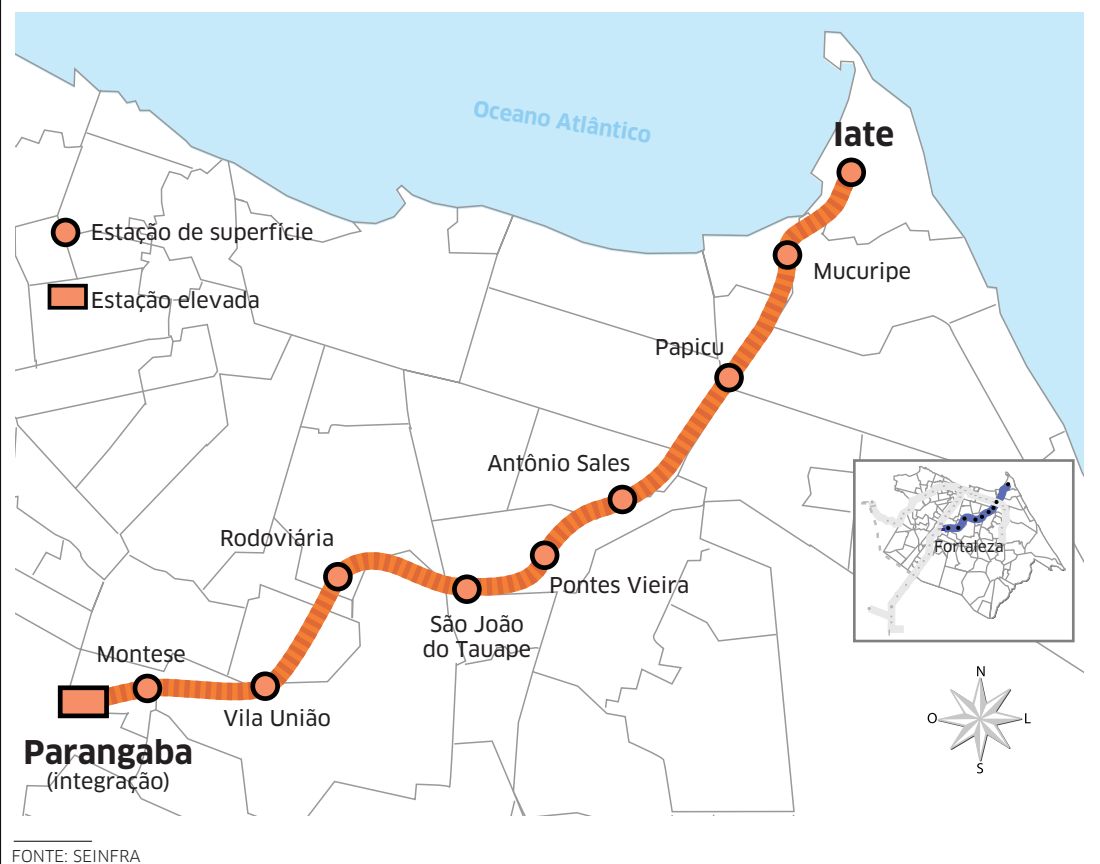 Oceano Atlântico
Iate
Estação de superfície
Mucuripe
Estação elevada
Papicu
Antônio Sales
Rodoviária
Fortaleza
Pontes Vieira
São João
do Tauape
Montese
N
Vila União
O
L
Parangaba
(integração)
S
FONTE: SEINFRA